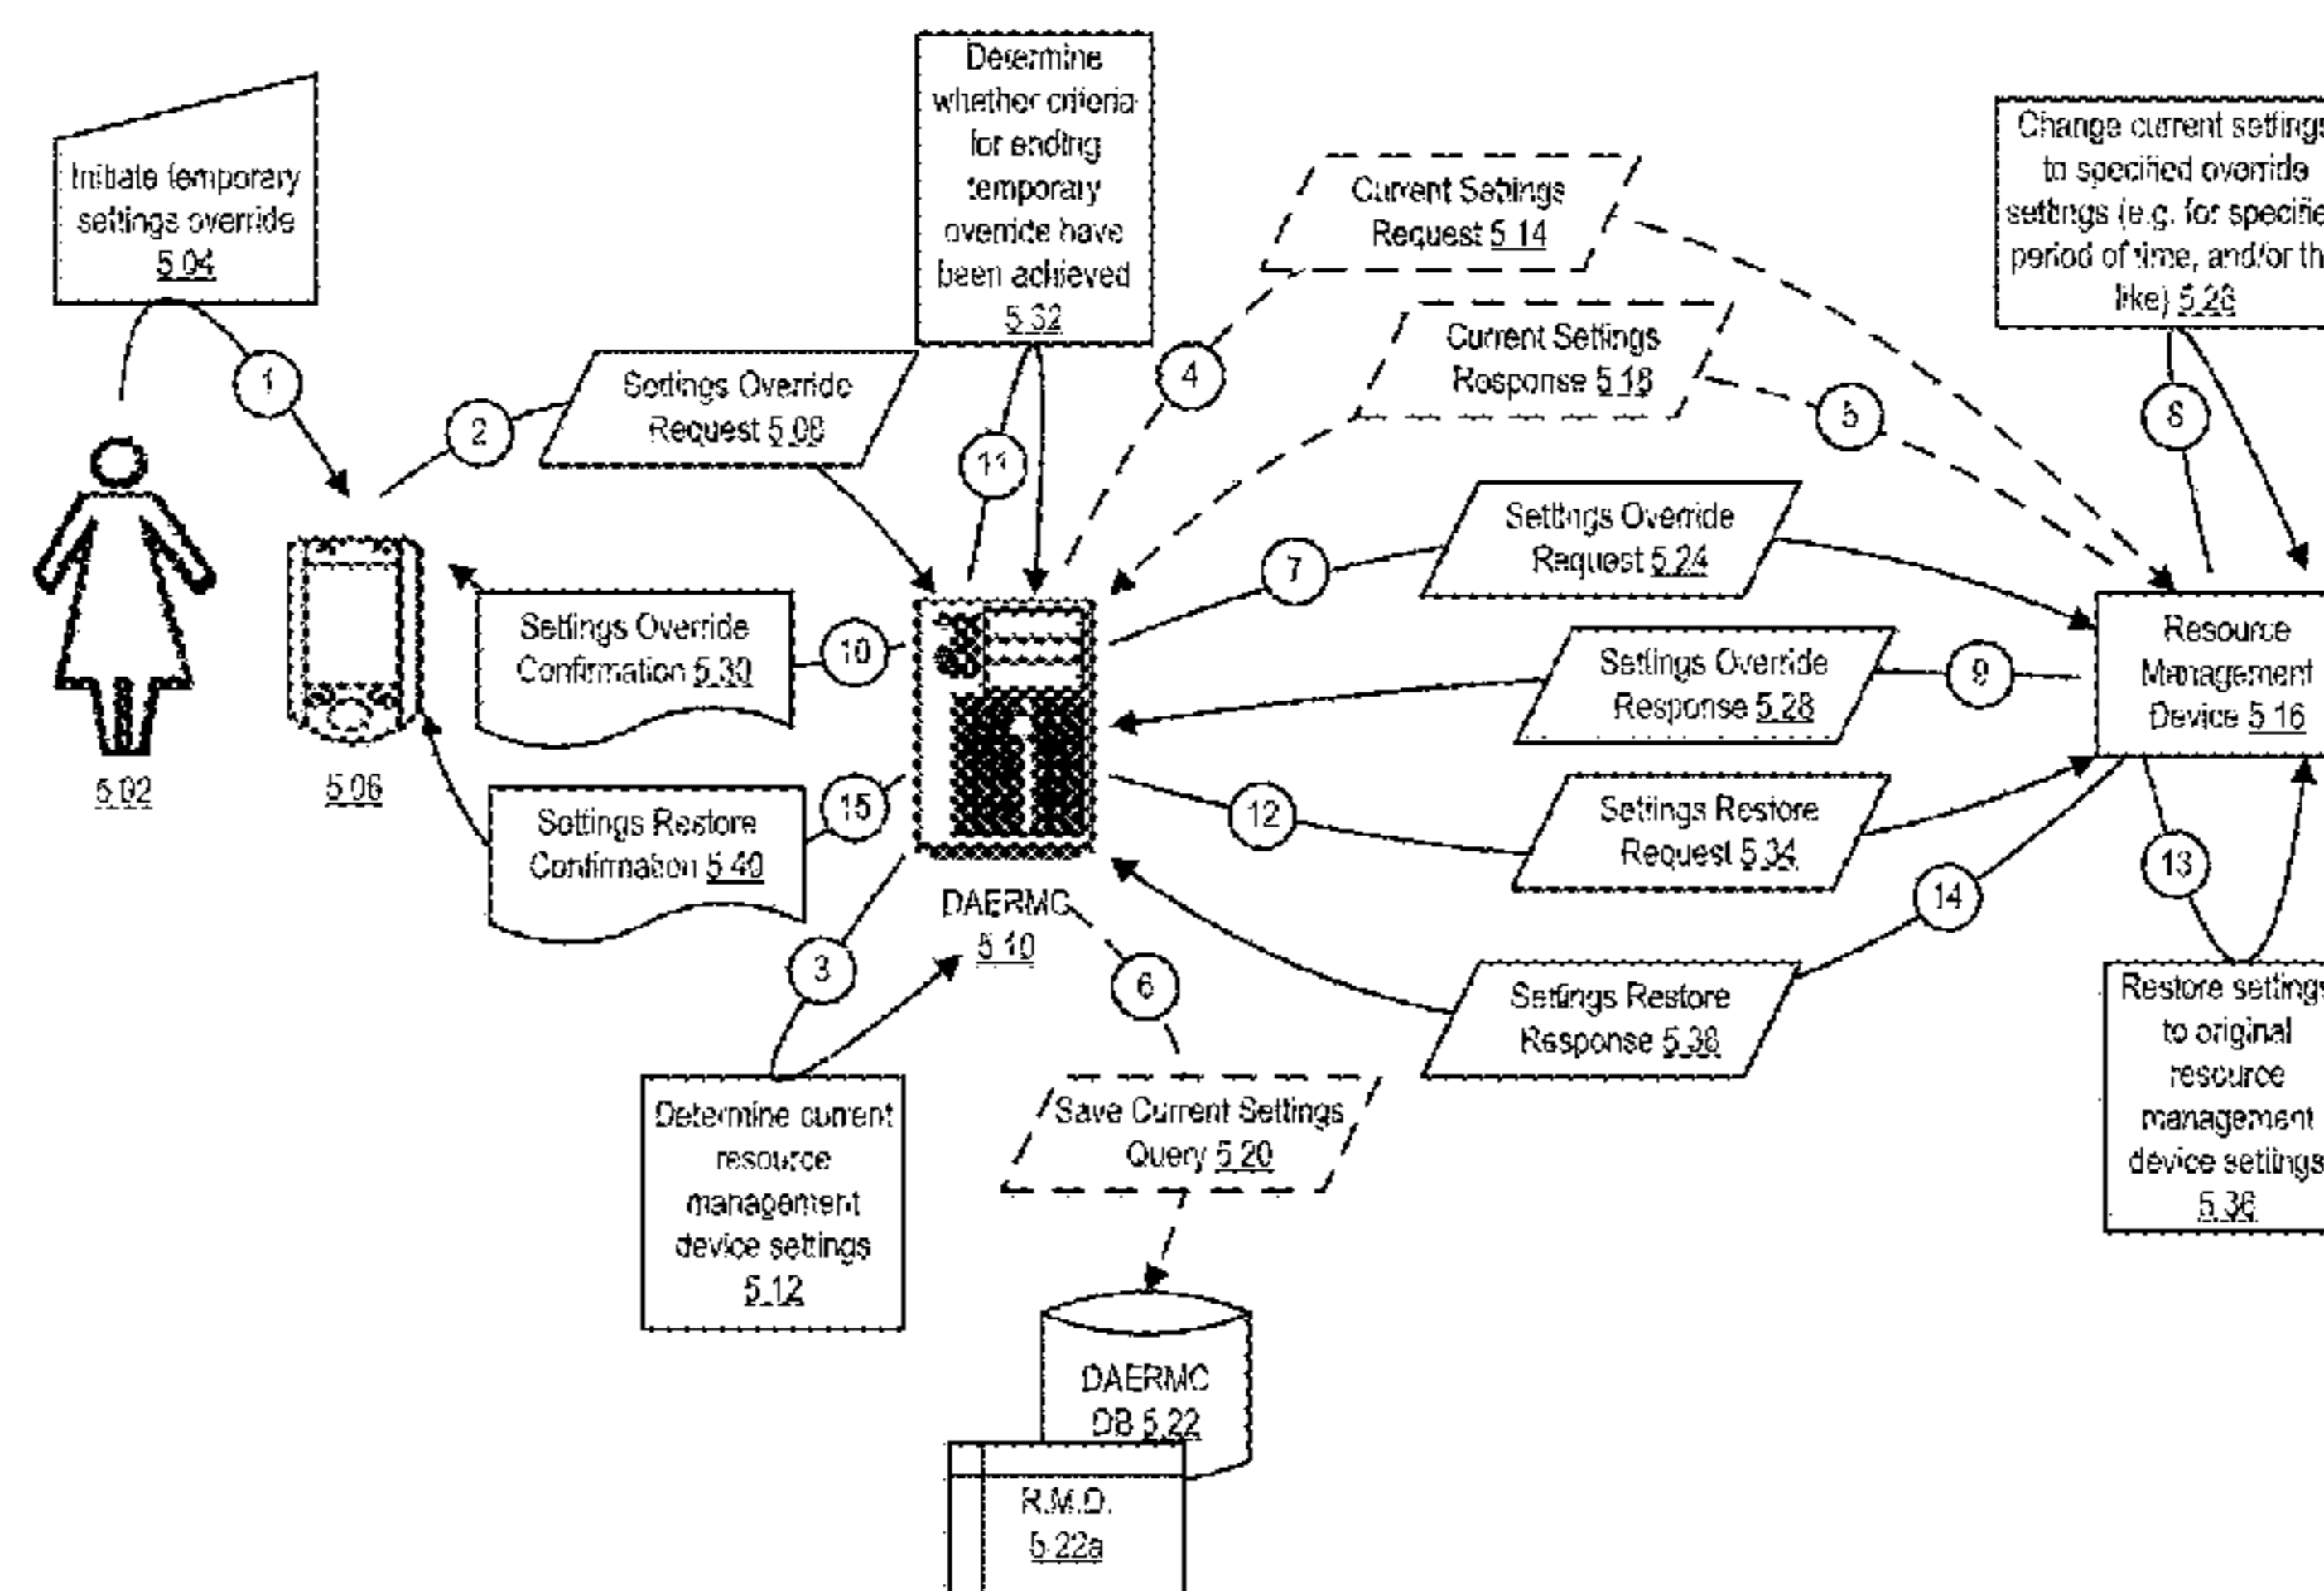 Initiate temporary
settings override
5.04
1
5.02
2
Settings Override
Request 5.08
5.06
Settings Override
Confirmation 5.30
10
Settings Restore
Confirmation 5.40
15
Determine
whether criteria
for ending
temporary
override have
been achieved
5.32
11
DAERMC
5.10
3
Determine current
resource
management
device settings
5.12
6
Save Current Settings
Query 5.20
DAERMC
DB 5.22
R.M.D.
5.22a
4
Current Settings
Request 5.14
Current Settings
Response 5.18
5
7
Settings Override
Request 5.24
Settings Override
Response 5.28
9
12
Settings Restore
Request 5.34
14
Settings Restore
Response 5.38
Change current settings
to specified override
settings (e.g. for specifie
period of time, and/or th
like) 5.26
8
Resource
Management
Device 5.16
13
Restore settings
to original
resource
management
device settings
5.36